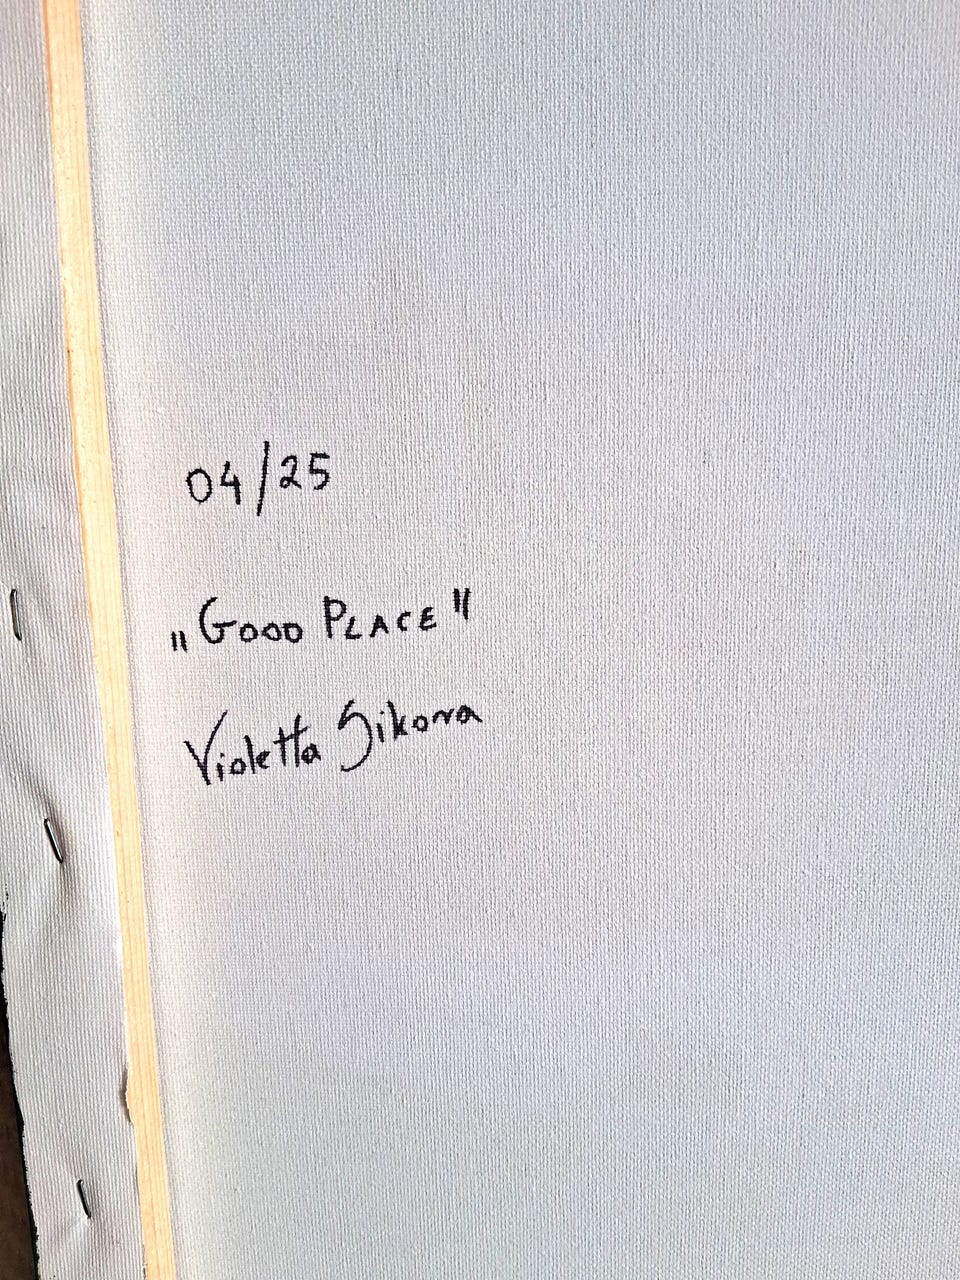 04/25
„Good Place"
Violetta Sikora